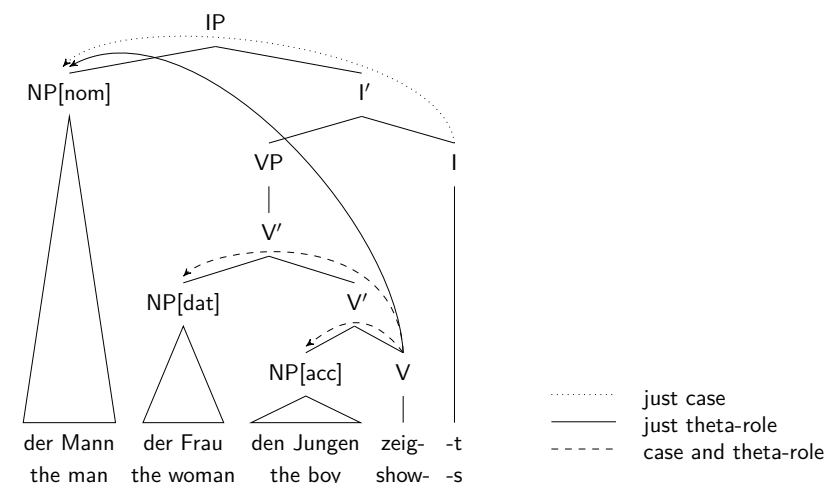 IP
NP[nom] I′
VP I
V′
NP[dat] V′
NP[acc] V
just case
just theta-role
der Mann der Frau den Jungen zeig- -t
case and theta-role
the man the woman the boy show- -s